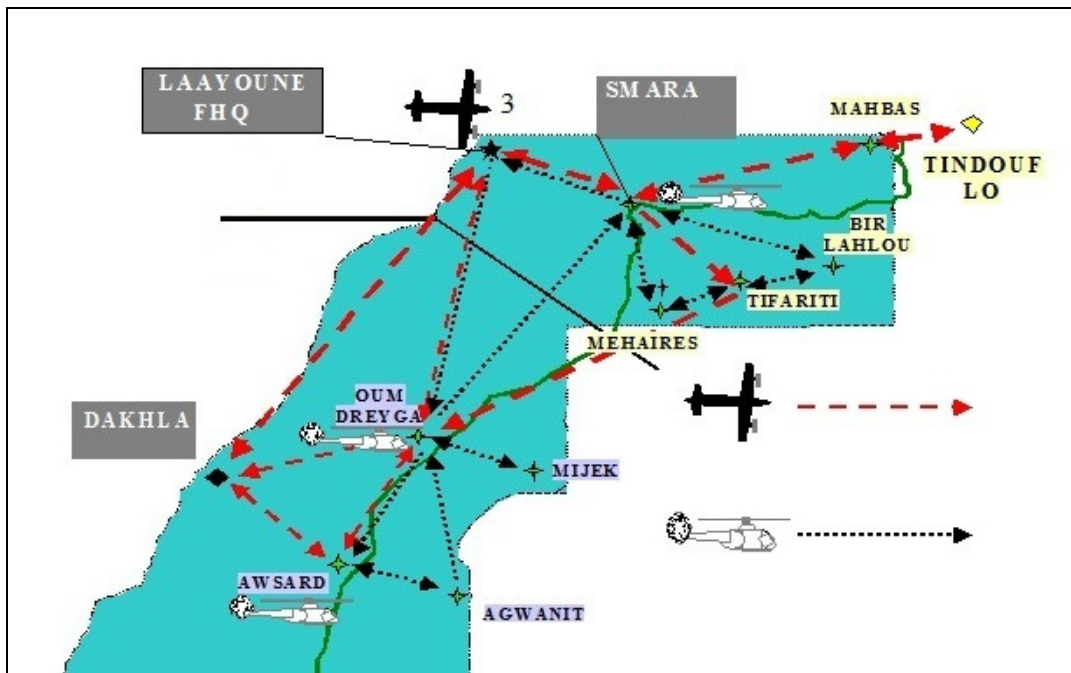 LAAYOUNE
FHQ
3
SMARA
MAHBAS
TINDOUF
LO
BIR
LAHLOU
TIFARITI
MEHAIRES
OUM
DREYGA
DAKHLA
MIJEK
AWSARD
AGWANIT